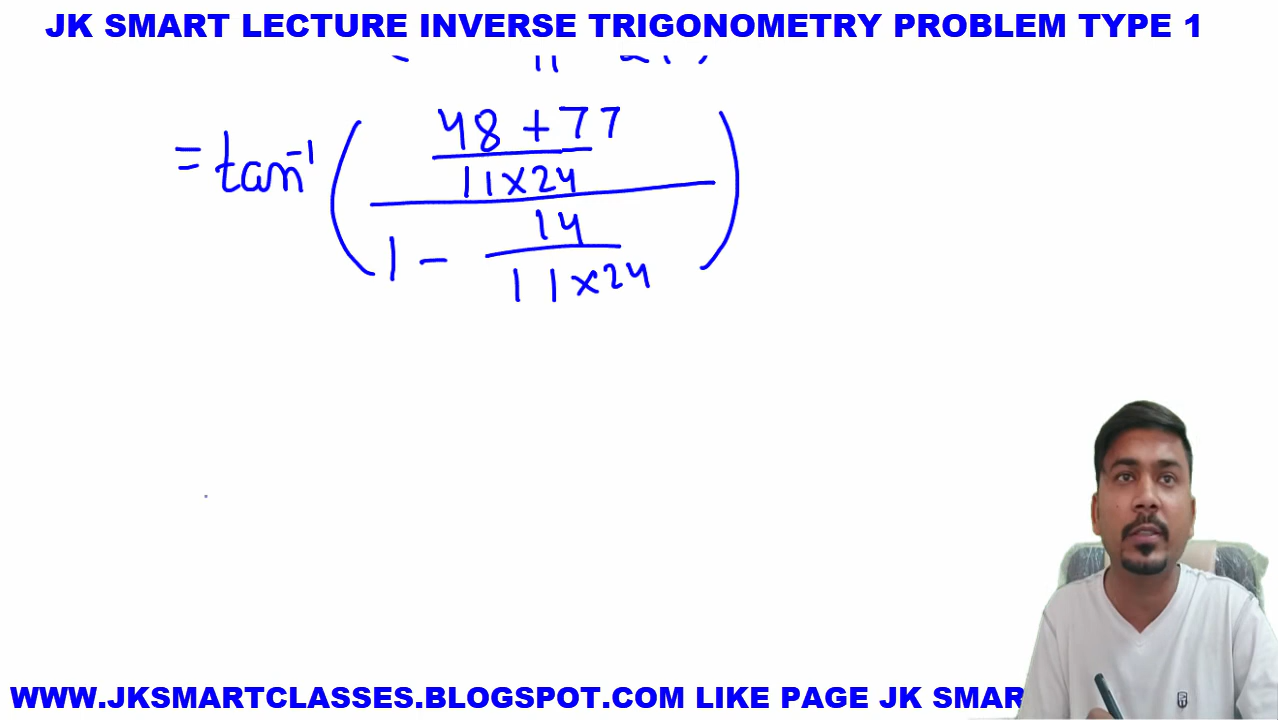 JK SMART LECTURE INVERSE TRIGONOMETRY PROBLEM TYPE 1
= tan⁻¹ (
48 + 77
11×24
1 - 14
11×24
)
WWW.JKSMARTCLASSES.BLOGSPOT.COM LIKE PAGE JK SMAR